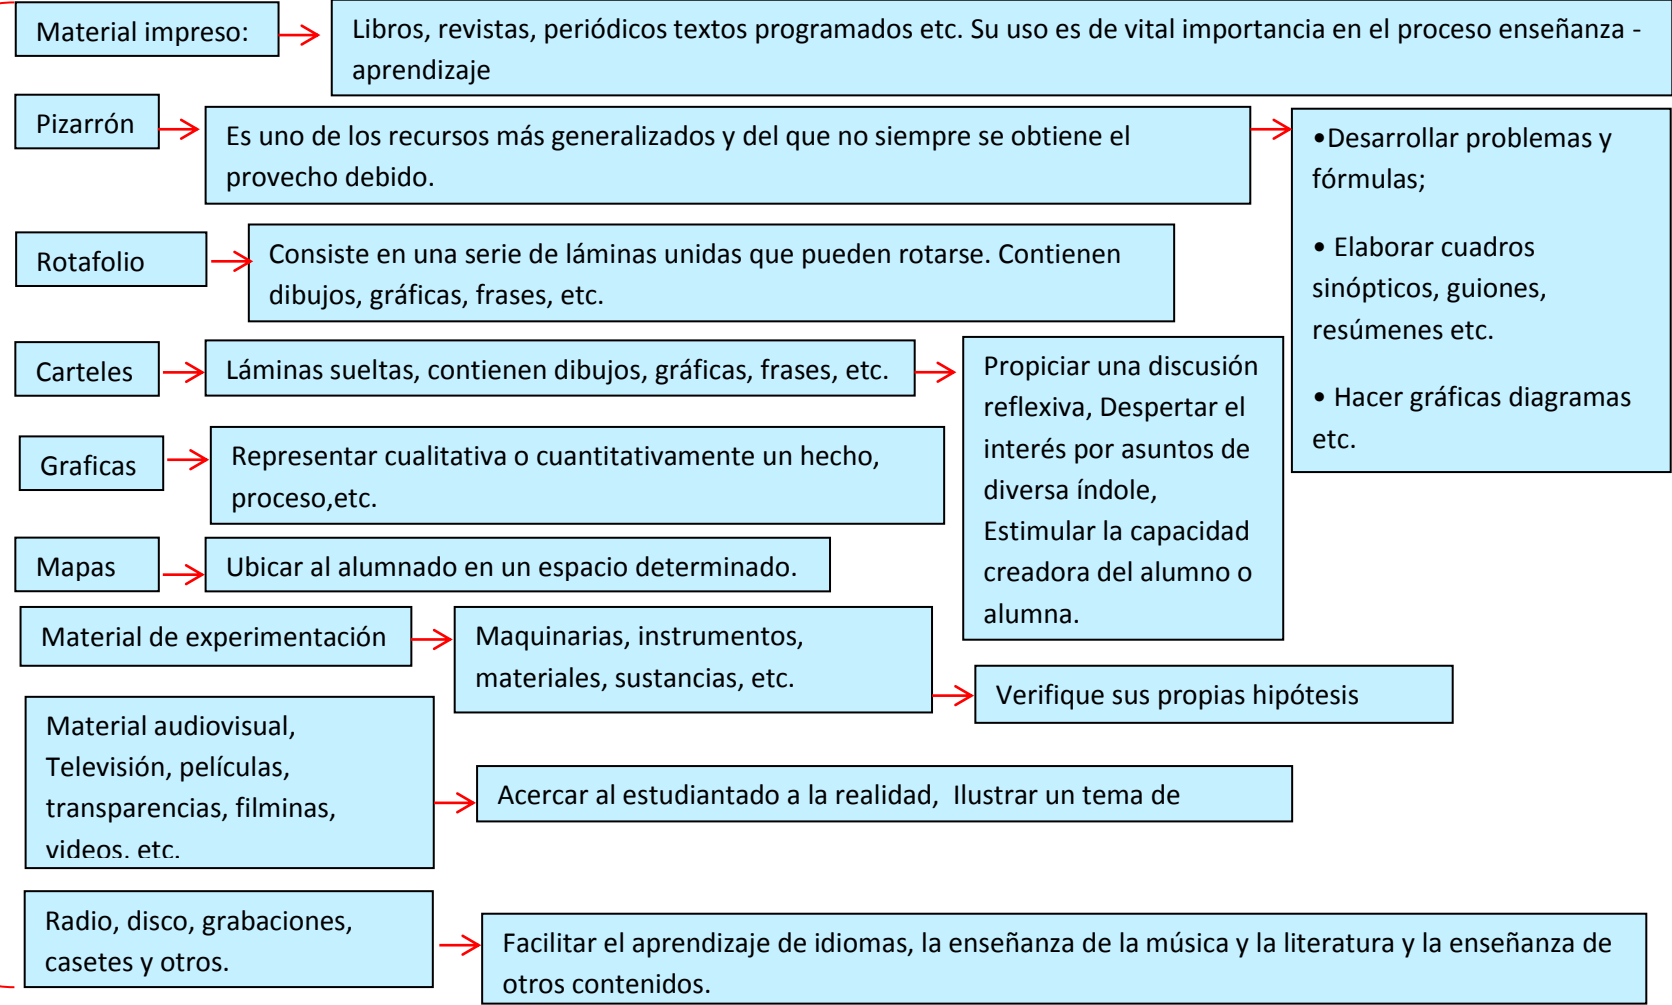 Material impreso:
Libros, revistas, periódicos textos programados etc. Su uso es de vital importancia en el proceso enseñanza -
aprendizaje
Pizarrón
Es uno de los recursos más generalizados y del que no siempre se obtiene el
provecho debido.
•Desarrollar problemas y
fórmulas;
• Elaborar cuadros
sinópticos, guiones,
resúmenes etc.
• Hacer gráficas diagramas
etc.
Rotafolio
Consiste en una serie de láminas unidas que pueden rotarse. Contienen
dibujos, gráficas, frases, etc.
Carteles
Láminas sueltas, contienen dibujos, gráficas, frases, etc.
Propiciar una discusión
reflexiva, Despertar el
interés por asuntos de
diversa índole,
Estimular la capacidad
creadora del alumno o
alumna.
Graficas
Representar cualitativa o cuantitativamente un hecho,
proceso,etc.
Mapas
Ubicar al alumnado en un espacio determinado.
Material de experimentación
Maquinarias, instrumentos,
materiales, sustancias, etc.
Verifique sus propias hipótesis
Material audiovisual,
Televisión, películas,
transparencias, filminas,
videos, etc.
Acercar al estudiantado a la realidad,  Ilustrar un tema de
Radio, disco, grabaciones,
casetes y otros.
Facilitar el aprendizaje de idiomas, la enseñanza de la música y la literatura y la enseñanza de
otros contenidos.